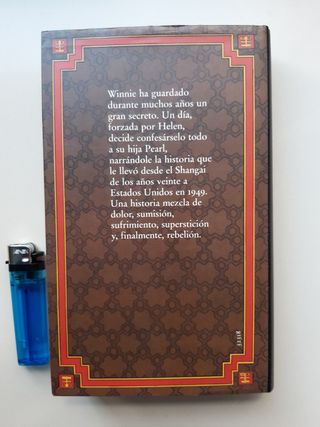 Winnie ha guardado
durante muchos años un
gran secreto. Un día,
forzada por Helen,
decide confesárselo todo
a su hija Pearl,
narrándole la historia que
le llevó desde el Shangai
de los años veinte a
Estados Unidos en 1949.
Una historia mezcla de
dolor, sumisión,
sufrimiento, superstición
y, finalmente, rebelión.